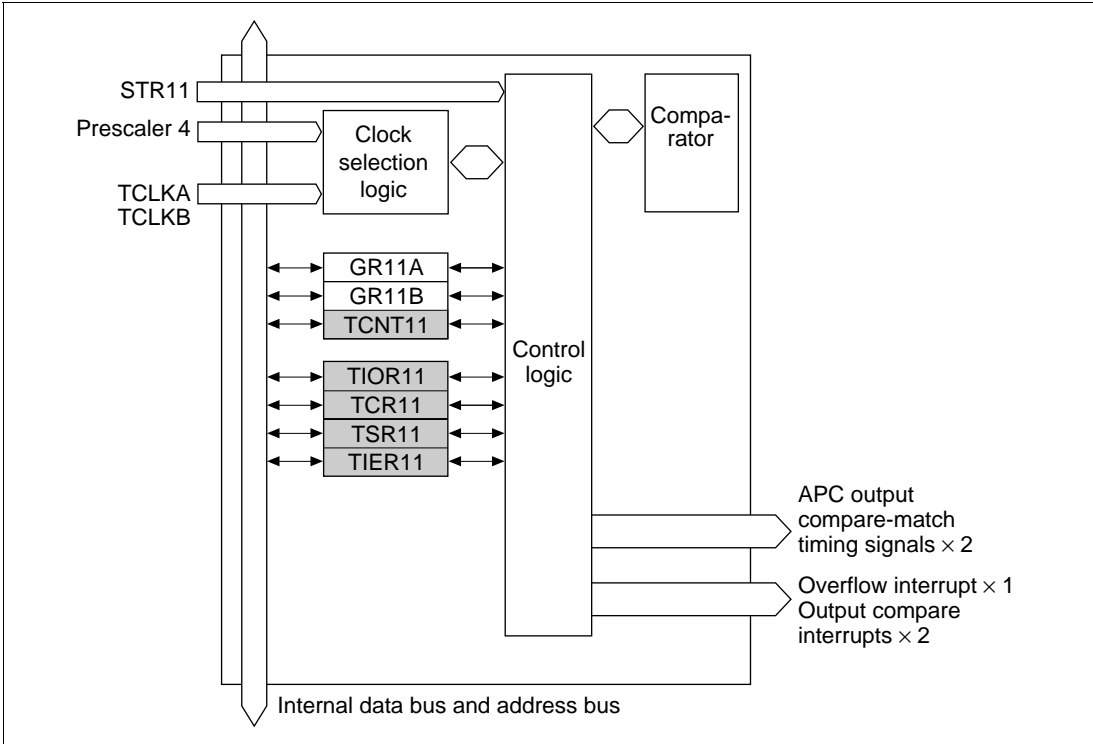 STR11
Prescaler 4
TCLKA
TCLKB
Clock
selection
logic
Compa-
rator
GR11A
GR11B
TCNT11
TIOR11
TCR11
TSR11
TIER11
Control
logic
APC output
compare-match
timing signals × 2
Overflow interrupt × 1
Output compare
interrupts × 2
Internal data bus and address bus